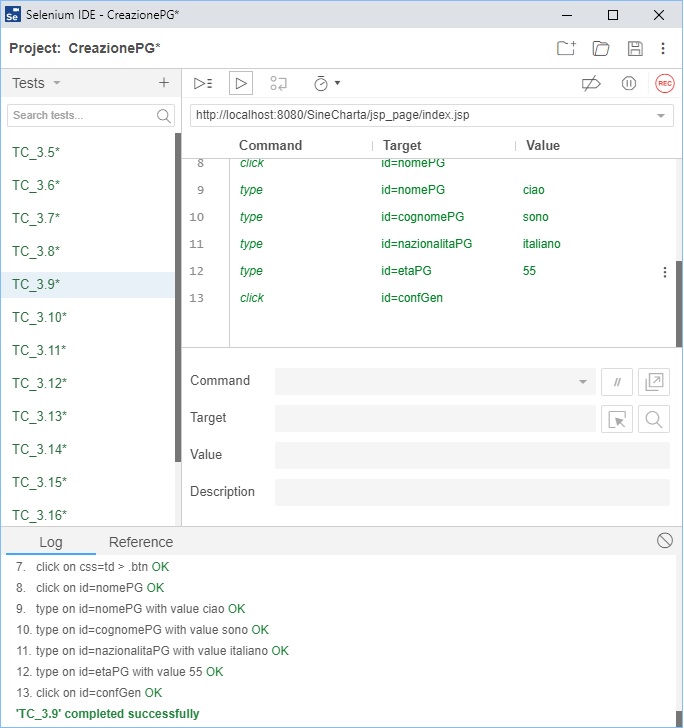 Se Selenium IDE - CreazionePG*
Project: CreazionePG*
Tests
Search tests...
TC_3.5*
TC_3.6*
TC_3.7*
TC_3.8*
TC_3.9*
TC_3.10*
TC_3.11*
TC_3.12*
TC_3.13*
TC_3.14*
TC_3.15*
TC_3.16*
REC
http://localhost:8080/SineCharta/jsp_page/index.jsp
Command Target Value
8 click id=nomePG
9 type id=nomePG ciao
10 type id=cognomePG sono
11 type id=nazionalitaPG italiano
12 type id=etaPG 55
13 click id=confGen
Command //
Target
Value
Description
Log Reference
7. click on css=td > .btn OK
8. click on id=nomePG OK
9. type on id=nomePG with value ciao OK
10. type on id=cognomePG with value sono OK
11. type on id=nazionalitaPG with value italiano OK
12. type on id=etaPG with value 55 OK
13. click on id=confGen OK
'TC_3.9' completed successfully